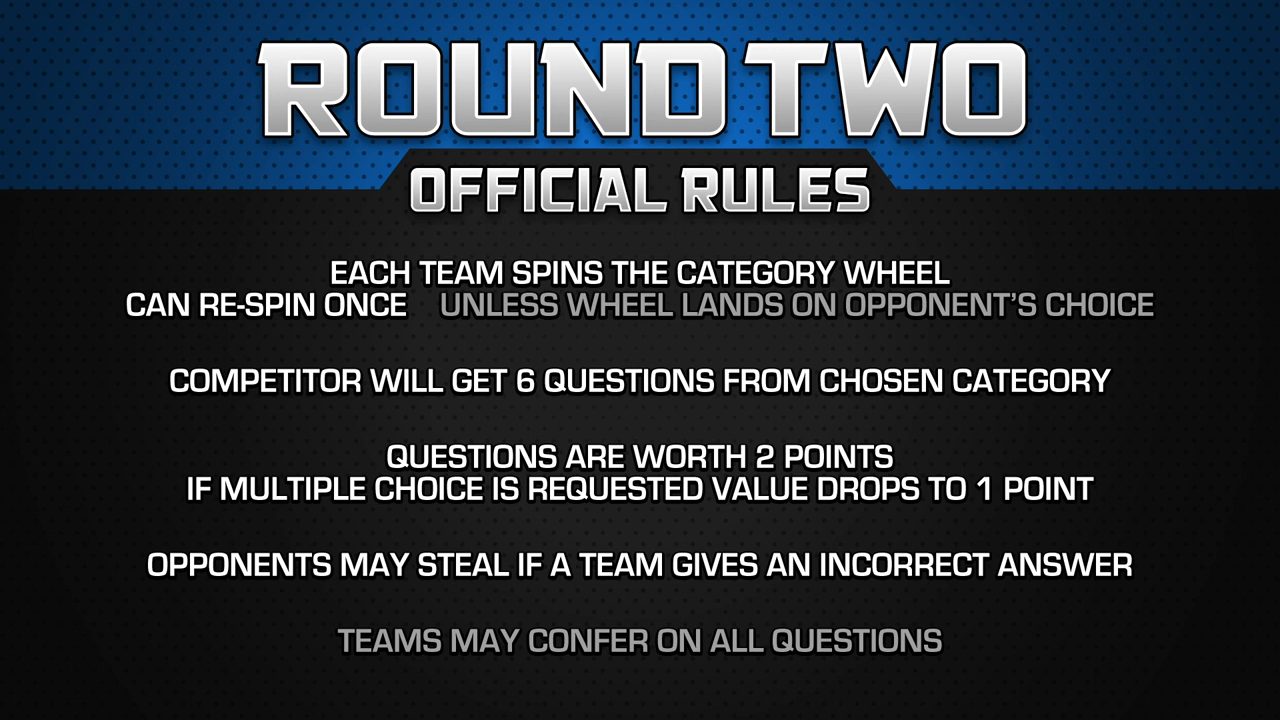 ROUND TWO
OFFICIAL RULES
EACH TEAM SPINS THE CATEGORY WHEEL
CAN RE-SPIN ONCE UNLESS WHEEL LANDS ON OPPONENT'S CHOICE
COMPETITOR WILL GET 6 QUESTIONS FROM CHOSEN CATEGORY
QUESTIONS ARE WORTH 2 POINTS
IF MULTIPLE CHOICE IS REQUESTED VALUE DROPS TO 1 POINT
OPPONENTS MAY STEAL IF A TEAM GIVES AN INCORRECT ANSWER
TEAMS MAY CONFER ON ALL QUESTIONS